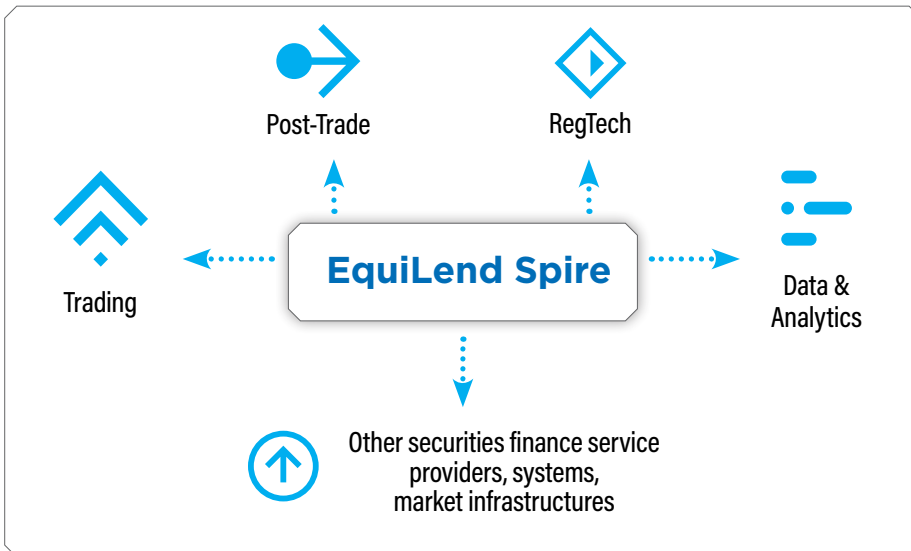 Post-Trade
RegTech
Trading
EquiLend Spire
Data &
Analytics
Other securities finance service
providers, systems,
market infrastructures